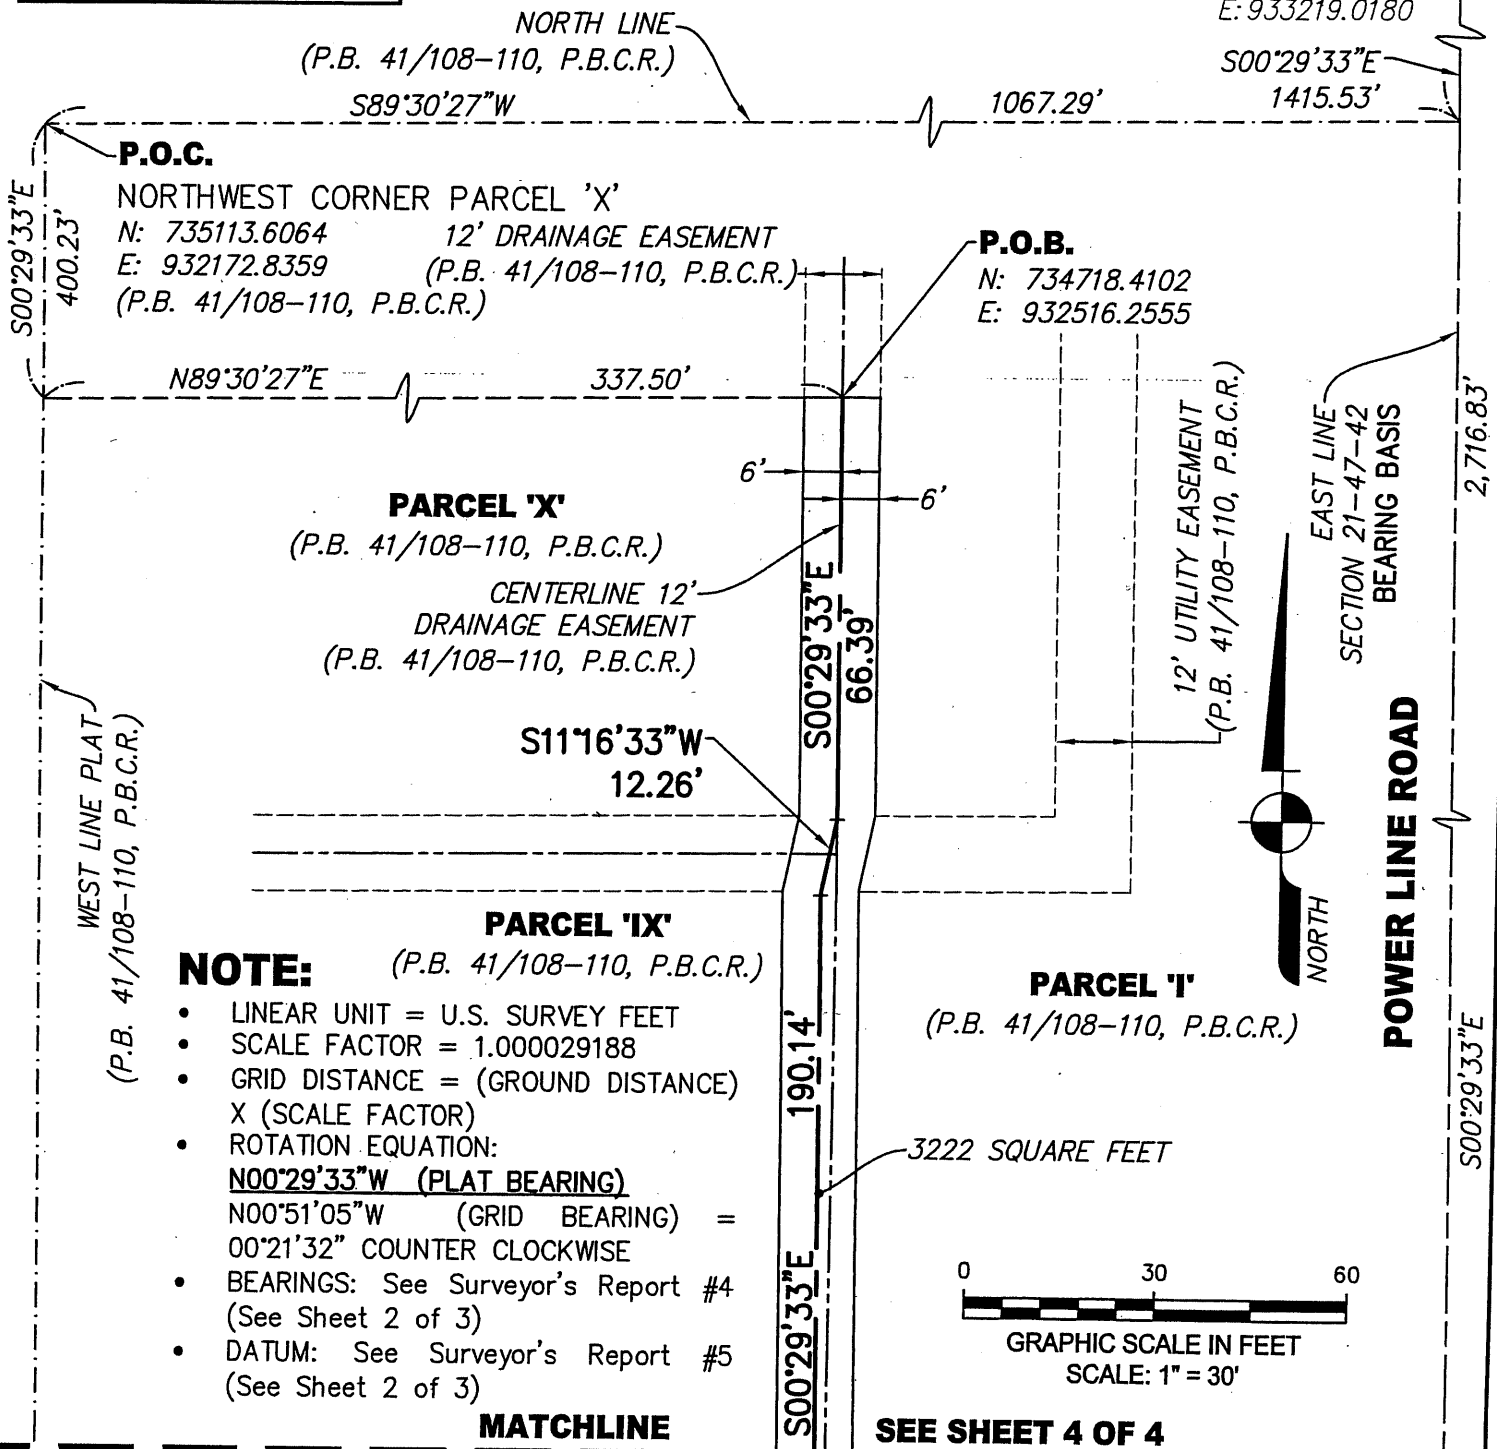 E: 933219.0180
NORTH LINE
(P.B. 41/108-110, P.B.C.R.)
S00°29'33"E
S89°30'27"W
1067.29'
1415.53'
P.O.C.
NORTHWEST CORNER PARCEL 'X'
N: 735113.6064
E: 932172.8359
(P.B. 41/108-110, P.B.C.R.)
12' DRAINAGE EASEMENT
(P.B. 41/108-110, P.B.C.R.)
P.O.B.
N: 734718.4102
E: 932516.2555
S00°29'33"E
400.23'
N89°30'27"E
337.50'
6'
6'
PARCEL 'X'
(P.B. 41/108-110, P.B.C.R.)
CENTERLINE 12'
DRAINAGE EASEMENT
(P.B. 41/108-110, P.B.C.R.)
S00°29'33"E
66.39'
12' UTILITY EASEMENT
(P.B. 41/108-110, P.B.C.R.)
EAST LINE
SECTION 21-47-42
BEARING BASIS
2,716.83'
S11°16'33"W
12.26'
WEST LINE PLAT
(P.B. 41/108-110, P.B.C.R.)
POWER LINE ROAD
NORTH
PARCEL 'IX'
(P.B. 41/108-110, P.B.C.R.)
PARCEL 'I'
(P.B. 41/108-110, P.B.C.R.)
S00°29'33"E
190.14'
S00°29'33"E
3222 SQUARE FEET
NOTE:
• LINEAR UNIT = U.S. SURVEY FEET
• SCALE FACTOR = 1.000029188
• GRID DISTANCE = (GROUND DISTANCE)
X (SCALE FACTOR)
• ROTATION EQUATION:
N00°29'33"W (PLAT BEARING)
N00°51'05"W (GRID BEARING) =
00°21'32" COUNTER CLOCKWISE
• BEARINGS: See Surveyor's Report #4
(See Sheet 2 of 3)
• DATUM: See Surveyor's Report #5
(See Sheet 2 of 3)
0 30 60
GRAPHIC SCALE IN FEET
SCALE: 1" = 30'
MATCHLINE
SEE SHEET 4 OF 4